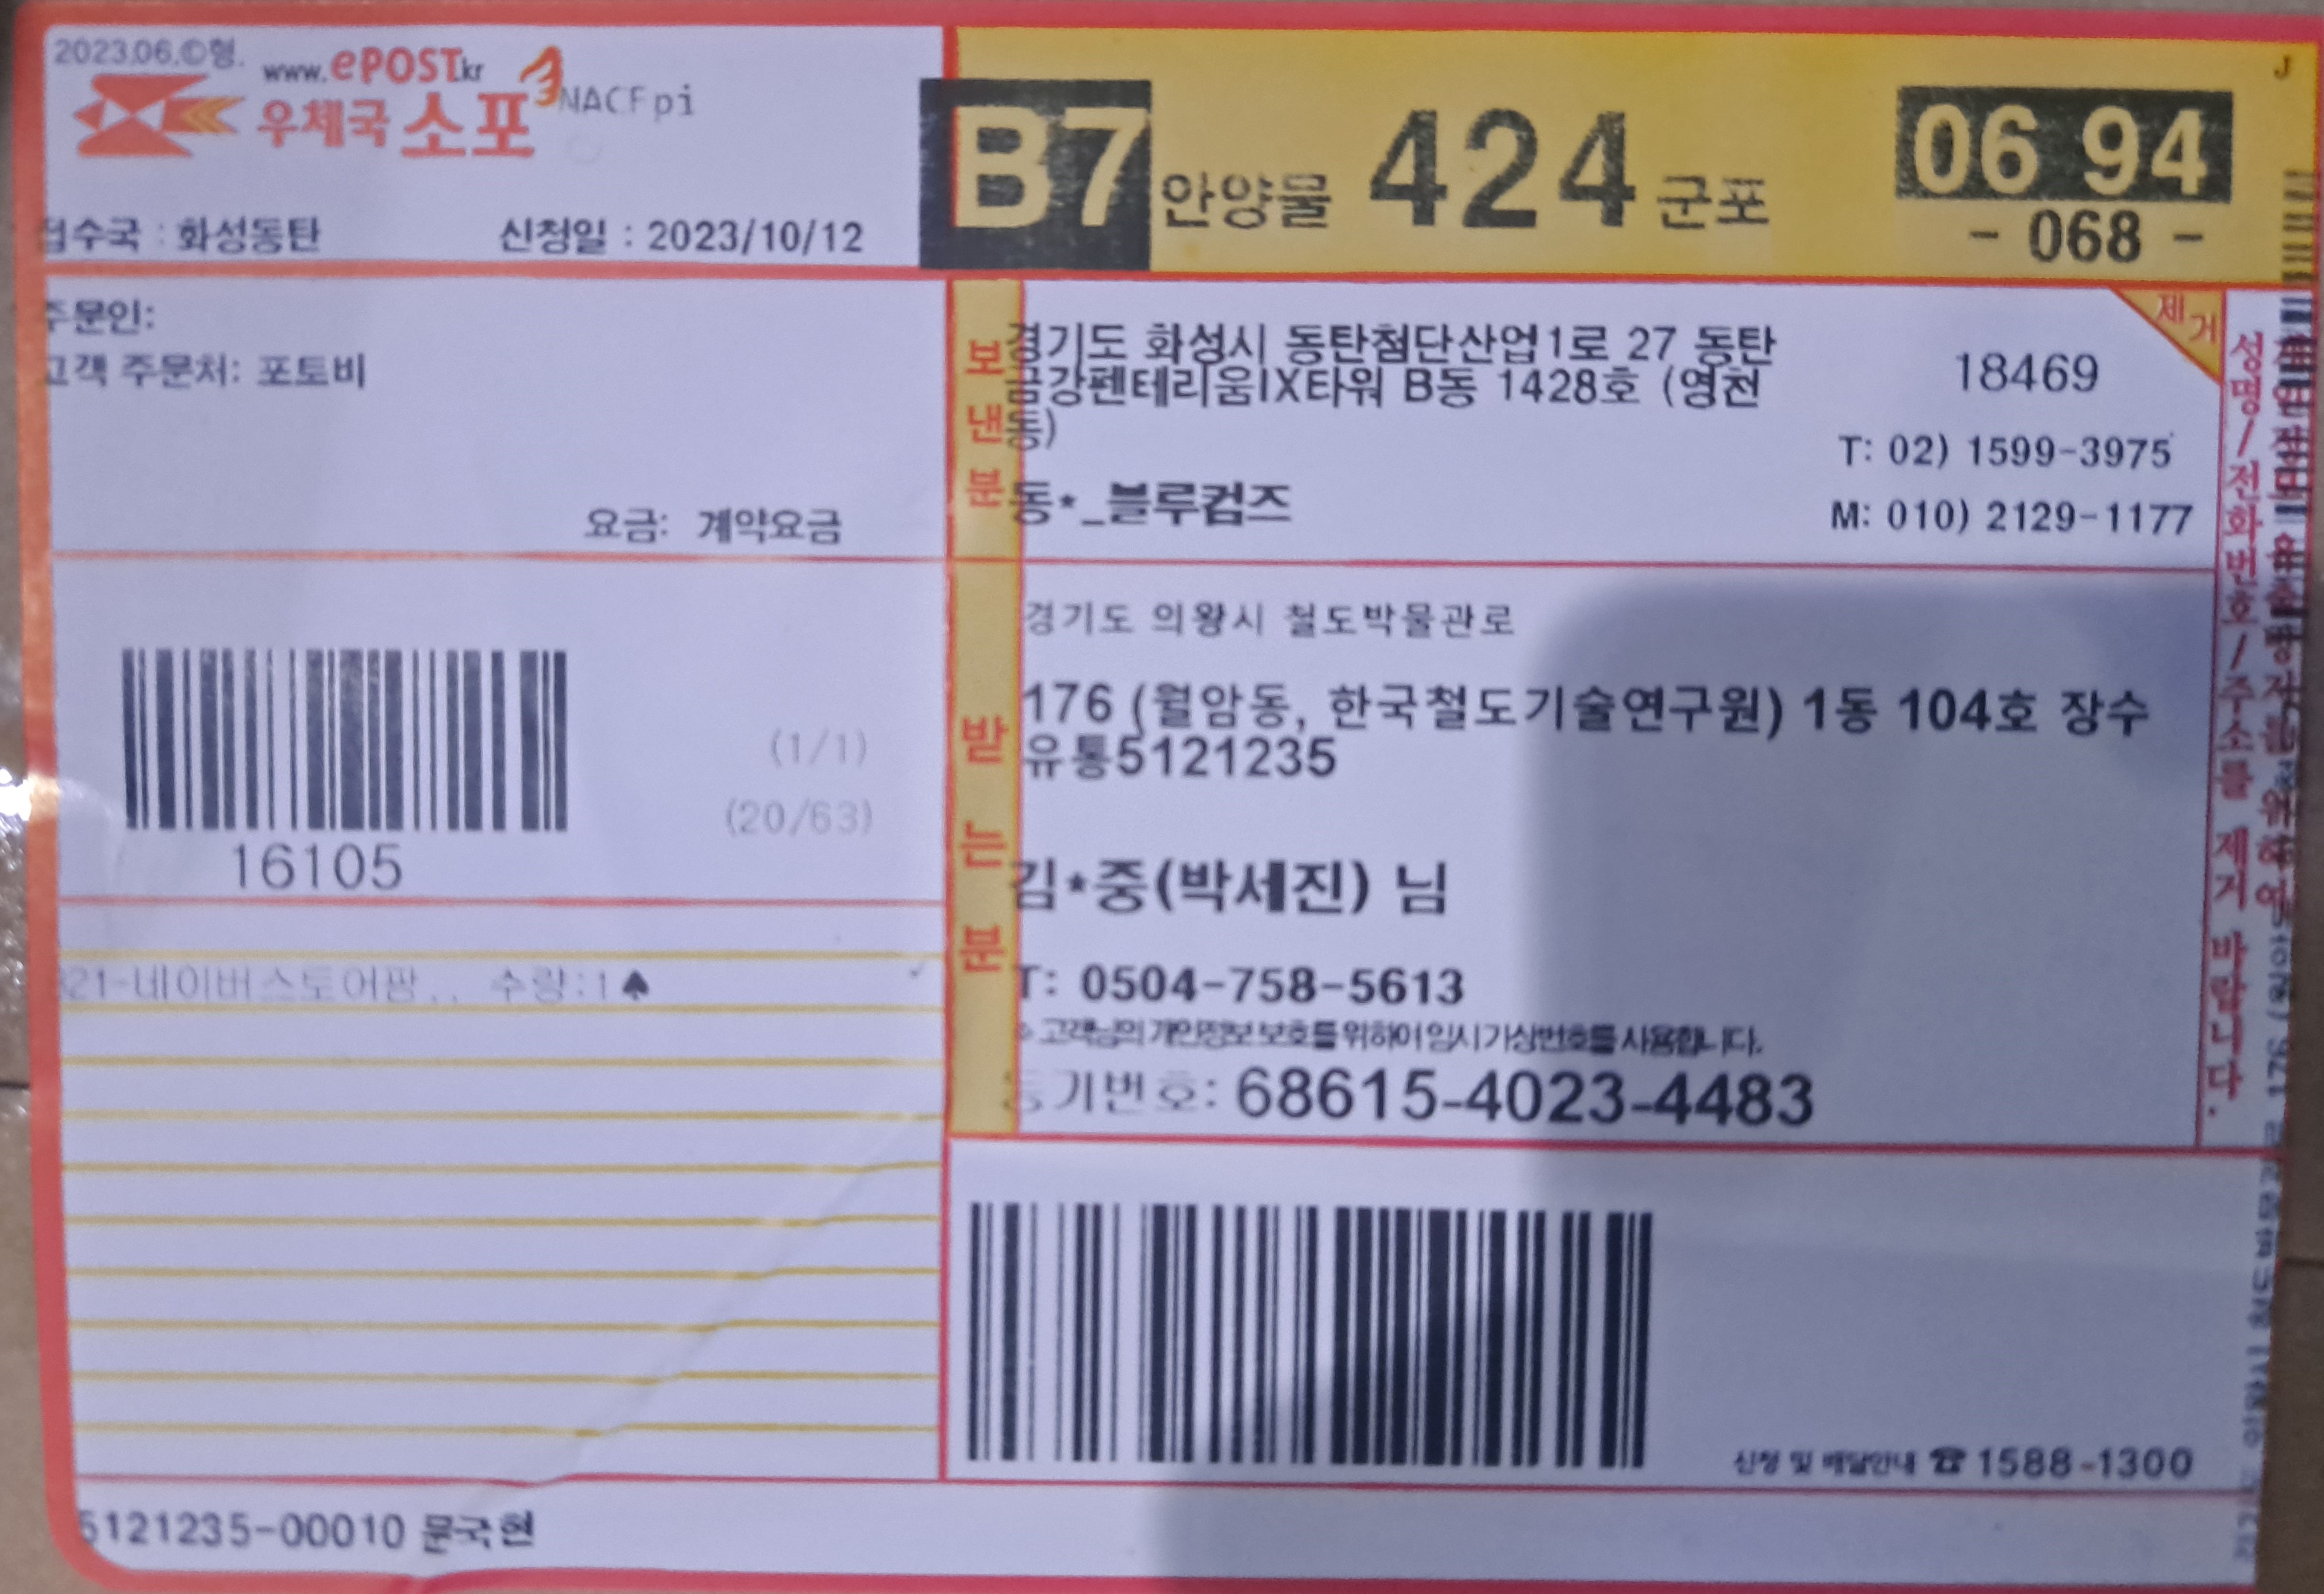 2023.06.©형.
www.ePOST.kr
우체국 소포
NACF pi
접수국 : 화성동탄 신청일 : 2023/10/12
B7 안양물 424 군포
06 94
- 068 -
J
주문인:
고객 주문처: 포토비
요금: 계약요금
보낸분
경기도 화성시 동탄첨단산업1로 27 동탄
금강펜테리움IX타워 B동 1428호 (영천
동)
동*_블루컴즈
18469
T: 02) 1599-3975
M: 010) 2129-1177
제거
16105
(1/1)
(20/63)
받는분
경기도 의왕시 철도박물관로
176 (월암동, 한국철도기술연구원) 1동 104호 장수
유통5121235
김*중(박세진) 님
T: 0504-758-5613
고객님의 개인정보보호를 위하여 임시 가상번호를 사용합니다.
등기번호: 68615-4023-4483
21-네이버스토어팜.. 수량:1♠
신청 및 배달안내 ☎ 1588-1300
5121235-00010 문국현
성명/전화번호/주소를 제거 바랍니다.